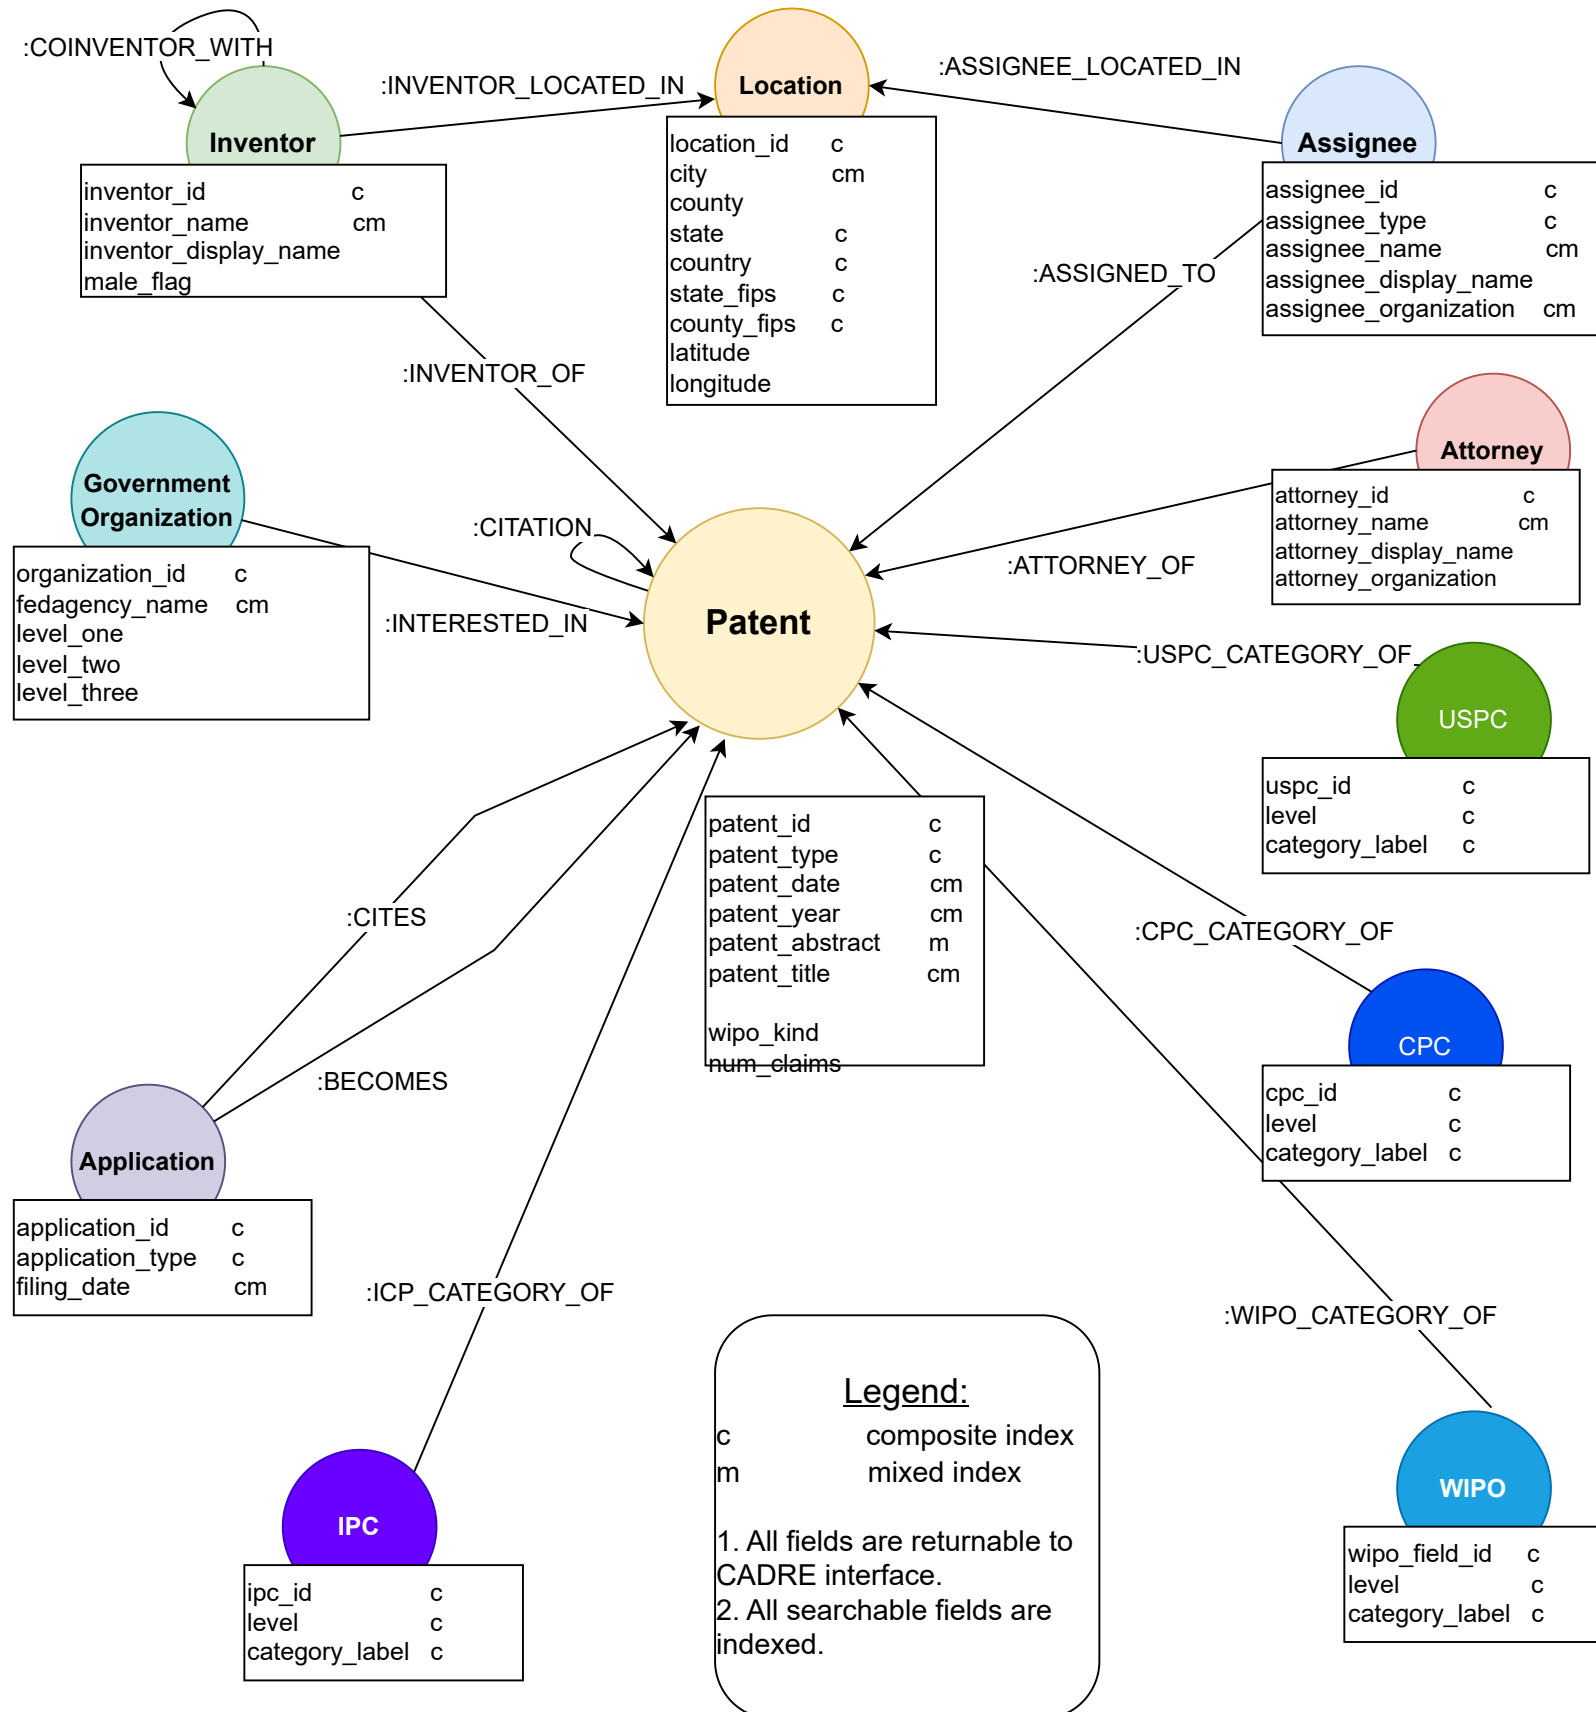 :COINVENTOR_WITH
Inventor
inventor_id c
inventor_name cm
inventor_display_name
male_flag
:INVENTOR_LOCATED_IN
Location
location_id c
city cm
county
state c
country c
state_fips c
county_fips c
latitude
longitude
:ASSIGNEE_LOCATED_IN
Assignee
assignee_id c
assignee_type c
assignee_name cm
assignee_display_name
assignee_organization cm
:ASSIGNED_TO
:INVENTOR_OF
Government
Organization
organization_id c
fedagency_name cm
level_one
level_two
level_three
:INTERESTED_IN
:CITATION
Patent
patent_id c
patent_type c
patent_date cm
patent_year cm
patent_abstract m
patent_title cm
wipo_kind
num_claims
Attorney
attorney_id c
attorney_name cm
attorney_display_name
attorney_organization
:ATTORNEY_OF
:USPC_CATEGORY_OF
USPC
uspc_id c
level c
category_label c
:CPC_CATEGORY_OF
CPC
cpc_id c
level c
category_label c
:CITES
:BECOMES
Application
application_id c
application_type c
filing_date cm
:ICP_CATEGORY_OF
IPC
ipc_id c
level c
category_label c
:WIPO_CATEGORY_OF
WIPO
wipo_field_id c
level c
category_label c
Legend:
c composite index
m mixed index
1. All fields are returnable to
CADRE interface.
2. All searchable fields are
indexed.